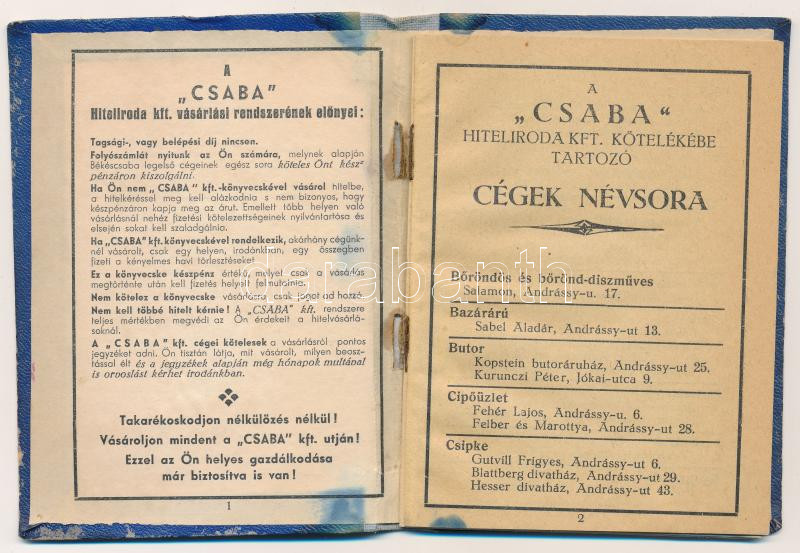 A
„CSABA”
Hiteliroda kft. vásárlási rendszerének előnyei:
Tagsági-, vagy belépési díj nincsen.
Folyószámlát nyitunk az Ön számára, melynek alapján
Békéscsaba legelső cégeinek egész sora köteles Önt kész-
pénzáron kiszolgálni.
Ha Ön nem „CSABA” kft.-könyvecskével vásárol hitelbe,
a hitelkéréssel meg kell alázkodnia s nem bizonyos, hogy
készpénzáron kapja meg az árut. Emellett több helyen való
vásárlásnál nehéz fizetési kötelezettségeinek nyilvántartása és
elsején sokat kell szaladgálnia.
Ha „CSABA” kft. könyvecskével rendelkezik, akárhány cégünk-
nél vásárolt, csak egy helyen, irodánkban, egy összegben
fizeti a kényelmes havi törlesztéseket
Ez a könyvecske készpénz értékű, melyet csak a vásárlás
megtörténte után kell fizetés helyett felmutatnia.
Nem kötelez a könyvecske vásárlásra csak jogot ad hozzá.
Nem kell többé hitelt kérnie! A „CSABA” kft. rendszere
teljes mértékben megvédi az Ön érdekeit a hitelvásárlá-
soknál.
A „CSABA” kft. cégei kötelesek a vásárlásról pontos
jegyzéket adni. Ön tisztán látja, mit vásárolt, milyen beosz-
tással élt és a jegyzékek alapján még hónapok multával
is orvoslást kérhet irodánkban.
Takarékoskodjon nélkülözés nélkül!
Vásároljon mindent a „CSABA” kft. utján!
Ezzel az Ön helyes gazdálkodása
már biztosítva is van!
1
A
„CSABA“
HITELIRODA KFT. KÖTELÉKÉBE
TARTOZÓ
CÉGEK NÉVSORA
Bőröndös és bőrönd-diszműves
Salamon, Andrássy-u. 17.
Bazárárú
Sabel Aladár, Andrássy-ut 13.
Butor
Kopstein butoráruház, Andrássy-ut 25.
Kurunczi Péter, Jókai-utca 9.
Cipőüzlet
Fehér Lajos, Andrássy-u. 6.
Felber és Marottya, Andrássy-ut 28.
Csipke
Gutvill Frigyes, Andrássy-ut 6.
Blattberg divatház, Andrássy-ut 29.
Hesser divatház, Andrássy-ut 43.
2
darabanth